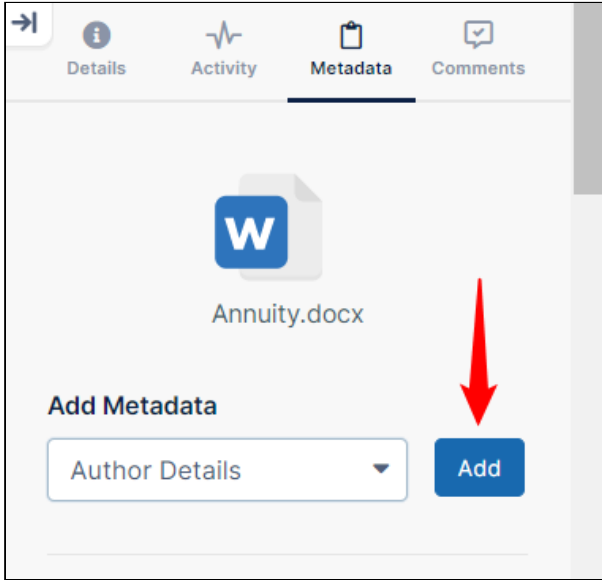 Details Activity Metadata Comments
W
Annuity.docx
Add Metadata
Author Details Add